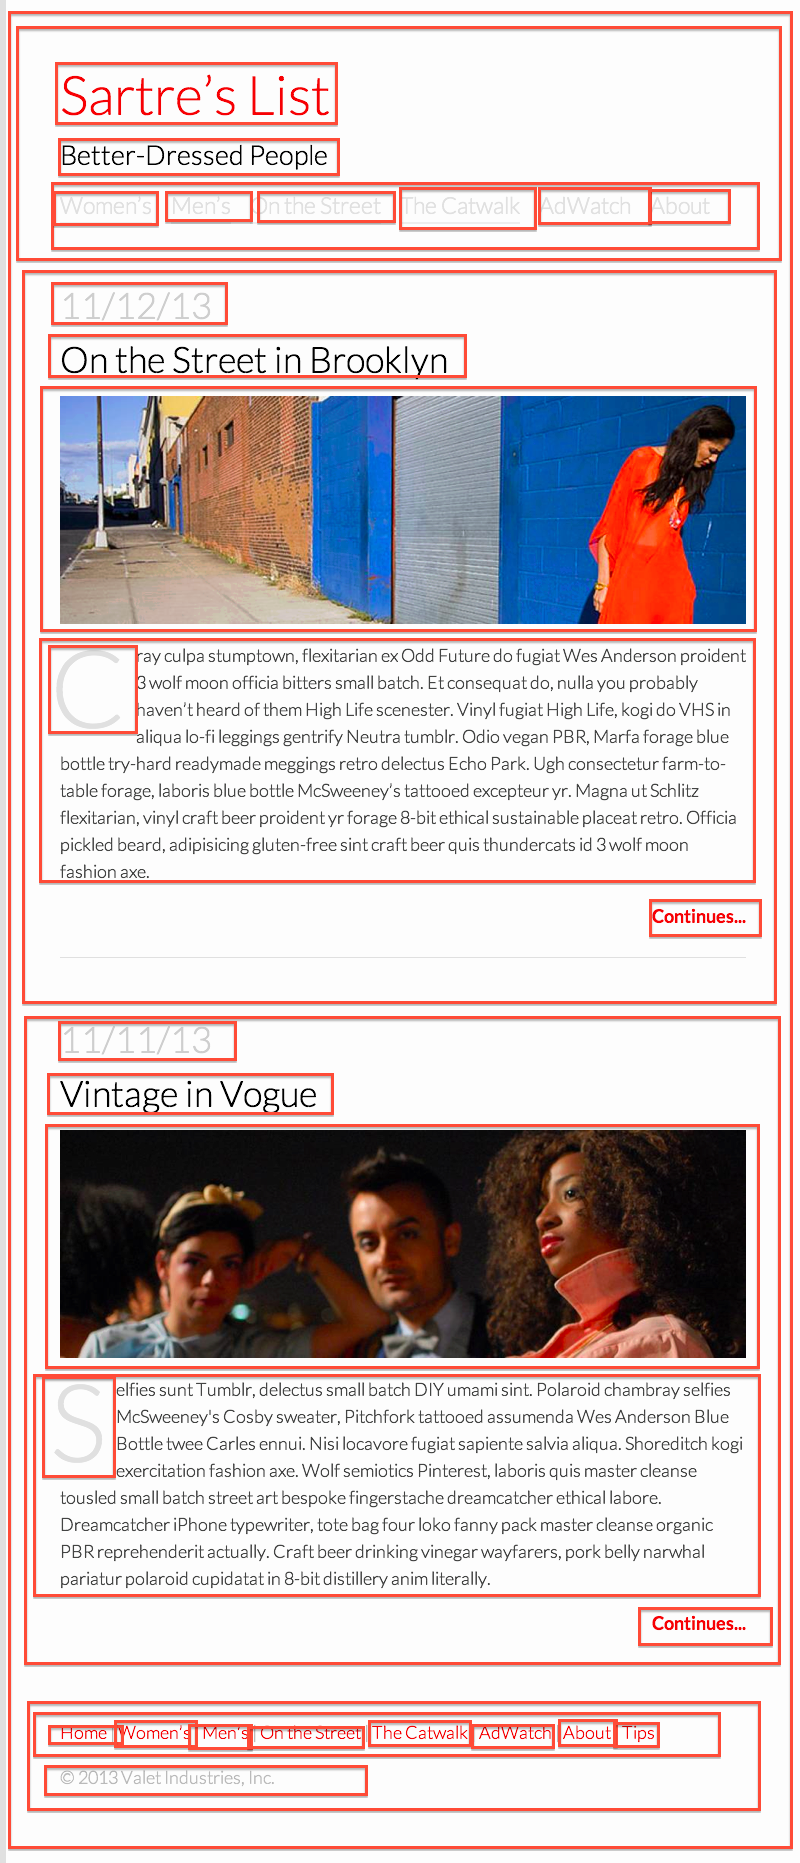 Sartre’s List
Better-Dressed People
Women's Men's On the Street The Catwalk AdWatch About
11/12/13
On the Street in Brooklyn
Cray culpa stumptown, flexitarian ex Odd Future do fugiat Wes Anderson proident
3 wolf moon officia bitters small batch. Et consequat do, nulla you probably
haven't heard of them High Life scenester. Vinyl fugiat High Life, kogi do VHS in
aliqua lo-fi leggings gentrify Neutra tumblr. Odio vegan PBR, Marfa forage blue
bottle try-hard readymade meggings retro delectus Echo Park. Ugh consectetur farm-to-
table forage, laboris blue bottle McSweeney's tattooed excepteur yr. Magna ut Schlitz
flexitarian, vinyl craft beer proident yr forage 8-bit ethical sustainable placeat retro. Officia
pickled beard, adipisicing gluten-free sint craft beer quis thundercats id 3 wolf moon
fashion axe.
Continues...
11/11/13
Vintage in Vogue
Selfies sunt Tumblr, delectus small batch DIY umami sint. Polaroid chambray selfies
McSweeney's Cosby sweater, Pitchfork tattooed assumenda Wes Anderson Blue
Bottle twee Carles ennui. Nisi locavore fugiat sapiente salvia aliqua. Shoreditch kogi
exercitation fashion axe. Wolf semiotics Pinterest, laboris quis master cleanse
tousled small batch street art bespoke fingerstache dreamcatcher ethical labore.
Dreamcatcher iPhone typewriter, tote bag four loko fanny pack master cleanse organic
PBR reprehenderit actually. Craft beer drinking vinegar wayfarers, pork belly narwhal
pariatur polaroid cupidatat in 8-bit distillery anim literally.
Continues...
Home Women's Men's On the Street The Catwalk AdWatch About Tips
© 2013 Valet Industries, Inc.